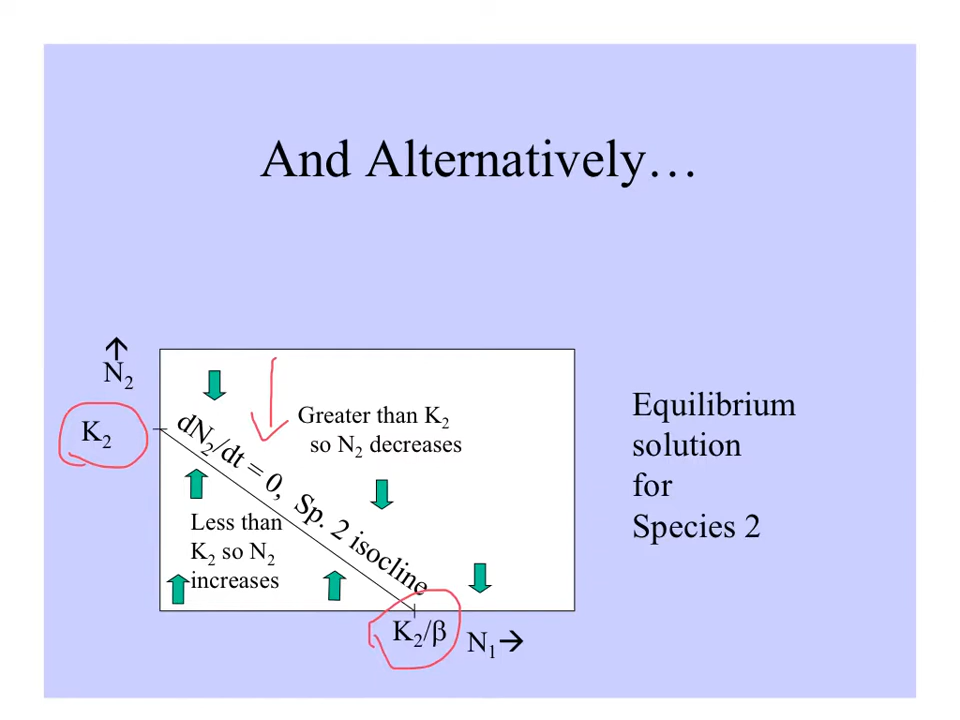 And Alternatively…
↑
N₂
K₂
dN₂/dt = 0, Sp. 2 isocline
Greater than K₂
so N₂ decreases
Less than
K₂ so N₂
increases
K₂/β
N₁→
Equilibrium
solution
for
Species 2